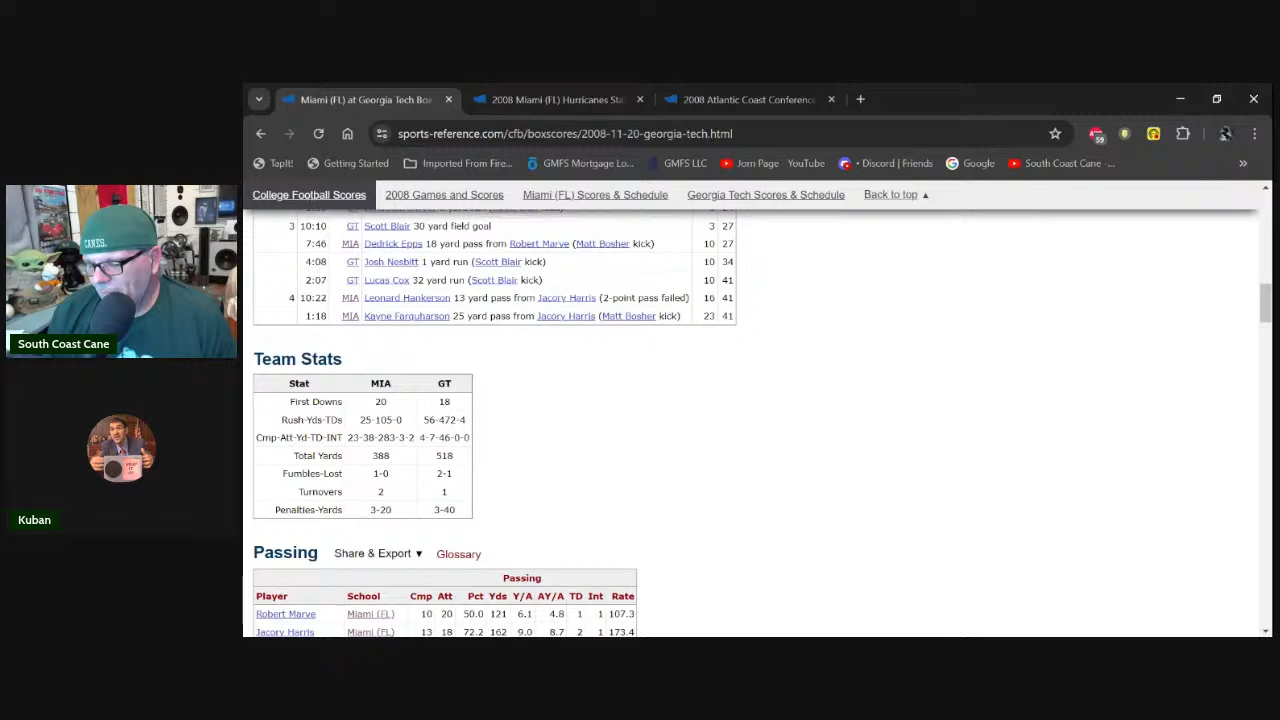 Miami (FL) at Georgia Tech Box
2008 Miami (FL) Hurricanes Sta
2008 Atlantic Coast Conference
sports-reference.com/cfb/boxscores/2008-11-20-georgia-tech.html
59
TapIt!
Getting Started
Imported From Fire...
GMFS Mortgage Lo...
GMFS LLC
Jorn Page
YouTube
• Discord | Friends
Google
South Coast Cane -...
»
College Football Scores
2008 Games and Scores
Miami (FL) Scores & Schedule
Georgia Tech Scores & Schedule
Back to top ▲
3 10:10 GT Scott Blair 30 yard field goal 3 27
7:46 MIA Dedrick Epps 18 yard pass from Robert Marve (Matt Bosher kick) 10 27
4:08 GT Josh Nesbitt 1 yard run (Scott Blair kick) 10 34
2:07 GT Lucas Cox 32 yard run (Scott Blair kick) 10 41
4 10:22 MIA Leonard Hankerson 13 yard pass from Jacory Harris (2-point pass failed) 16 41
1:18 MIA Kayne Farquharson 25 yard pass from Jacory Harris (Matt Bosher kick) 23 41
Team Stats
Stat MIA GT
First Downs 20 18
Rush-Yds-TDs 25-105-0 56-472-4
Cmp-Att-Yd-TD-INT 23-38-283-3-2 4-7-46-0-0
Total Yards 388 518
Fumbles-Lost 1-0 2-1
Turnovers 2 1
Penalties-Yards 3-20 3-40
Passing Share & Export ▼ Glossary
Passing
Player School Cmp Att Pct Yds Y/A AY/A TD Int Rate
Robert Marve Miami (FL) 10 20 50.0 121 6.1 4.8 1 1 107.3
Jacory Harris Miami (FL) 13 18 72.2 162 9.0 8.7 2 1 173.4
CANES.
South Coast Cane
Kuban